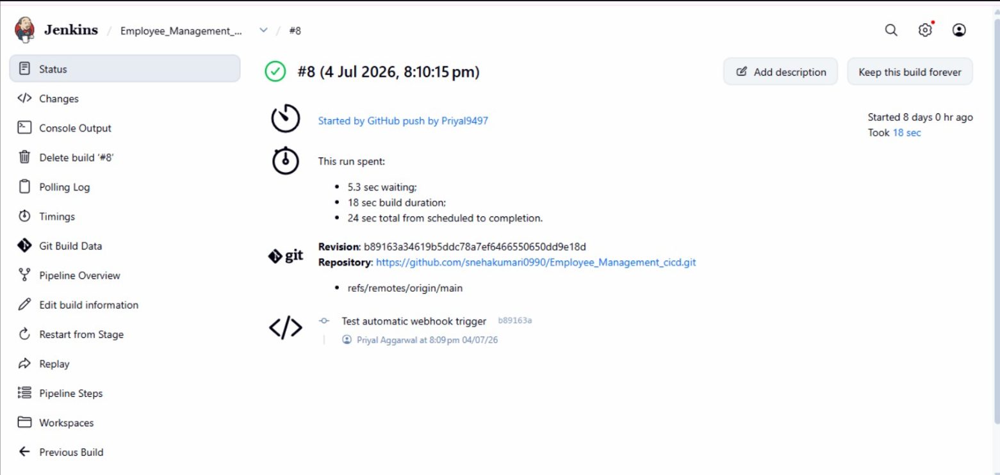 Jenkins / Employee_Management_... / #8
Status
Changes
Console Output
Delete build ‘#8’
Polling Log
Timings
Git Build Data
Pipeline Overview
Edit build information
Restart from Stage
Replay
Pipeline Steps
Workspaces
Previous Build
#8 (4 Jul 2026, 8:10:15 pm)
Add description
Keep this build forever
Started by GitHub push by Priyal9497
Started 8 days 0 hr ago
Took 18 sec
This run spent:
• 5.3 sec waiting;
• 18 sec build duration;
• 24 sec total from scheduled to completion.
git
Revision: b89163a34619b5ddc78a7ef6466550650dd9e18d
Repository: https://github.com/snehakumari0990/Employee_Management_cicd.git
• refs/remotes/origin/main
Test automatic webhook trigger b89163a
Priyal Aggarwal at 8:09 pm 04/07/26